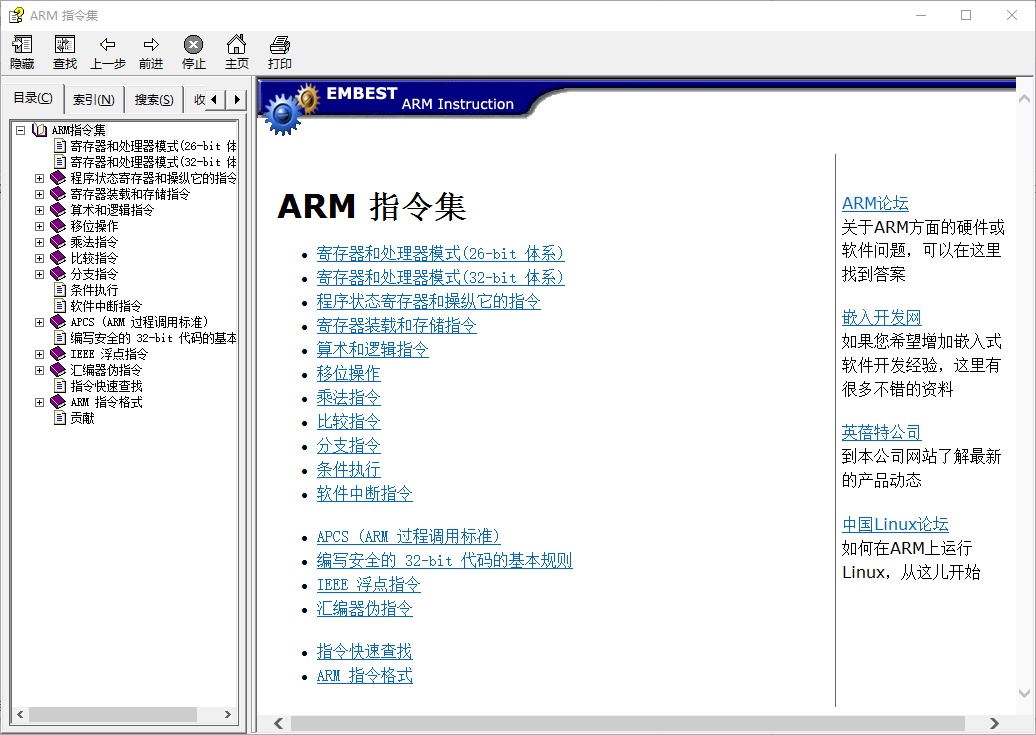 ARM 指令集
隐藏 查找 上一步 前进 停止 主页 打印
目录(C) 索引(N) 搜索(S) 收
ARM指令集
寄存器和处理器模式(26-bit 体
寄存器和处理器模式(32-bit 体
程序状态寄存器和操纵它的指令
寄存器装载和存储指令
算术和逻辑指令
移位操作
乘法指令
比较指令
分支指令
条件执行
软件中断指令
APCS (ARM 过程调用标准)
编写安全的 32-bit 代码的基本
IEEE 浮点指令
汇编器伪指令
指令快速查找
ARM 指令格式
贡献
EMBEST
ARM Instruction
ARM 指令集
寄存器和处理器模式(26-bit 体系)
寄存器和处理器模式(32-bit 体系)
程序状态寄存器和操纵它的指令
寄存器装载和存储指令
算术和逻辑指令
移位操作
乘法指令
比较指令
分支指令
条件执行
软件中断指令
APCS (ARM 过程调用标准)
编写安全的 32-bit 代码的基本规则
IEEE 浮点指令
汇编器伪指令
指令快速查找
ARM 指令格式
ARM论坛
关于ARM方面的硬件或
软件问题，可以在这里
找到答案
嵌入开发网
如果您希望增加嵌入式
软件开发经验，这里有
很多不错的资料
英蓓特公司
到本公司网站了解最新
的产品动态
中国Linux论坛
如何在ARM上运行
Linux，从这儿开始